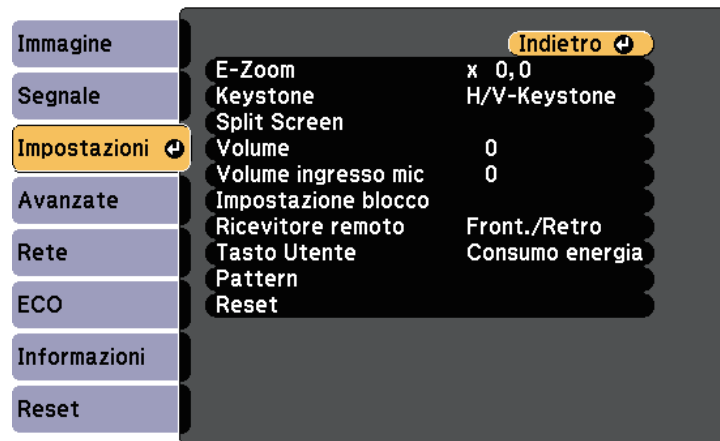 Immagine
Segnale
Impostazioni
Avanzate
Rete
ECO
Informazioni
Reset
Indietro
E-Zoom x 0,0
Keystone H/V-Keystone
Split Screen
Volume 0
Volume ingresso mic 0
Impostazione blocco
Ricevitore remoto Front./Retro
Tasto Utente Consumo energia
Pattern
Reset